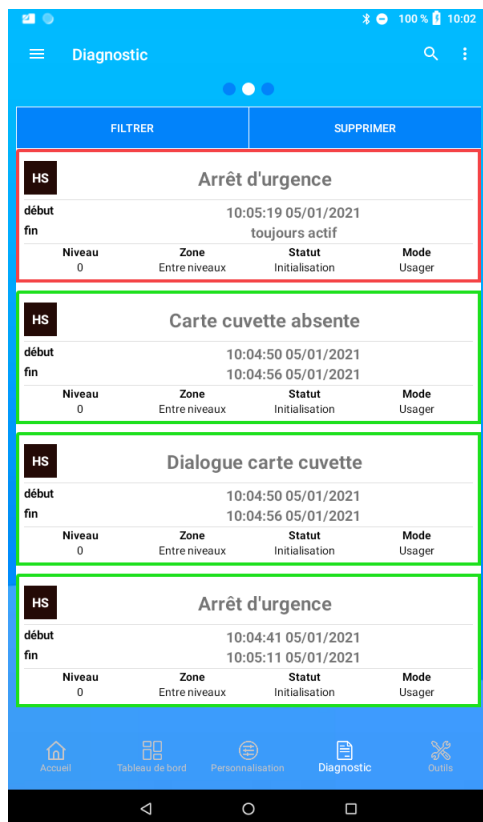 100 % 10:02
Diagnostic
FILTRER SUPPRIMER
HS Arrêt d'urgence
début 10:05:19 05/01/2021
fin toujours actif
Niveau Zone Statut Mode
0 Entre niveaux Initialisation Usager
HS Carte cuvette absente
début 10:04:50 05/01/2021
fin 10:04:56 05/01/2021
Niveau Zone Statut Mode
0 Entre niveaux Initialisation Usager
HS Dialogue carte cuvette
début 10:04:50 05/01/2021
fin 10:04:56 05/01/2021
Niveau Zone Statut Mode
0 Entre niveaux Initialisation Usager
HS Arrêt d'urgence
début 10:04:41 05/01/2021
fin 10:05:11 05/01/2021
Niveau Zone Statut Mode
0 Entre niveaux Initialisation Usager
Accueil Tableau de bord Personnalisation Diagnostic Outils